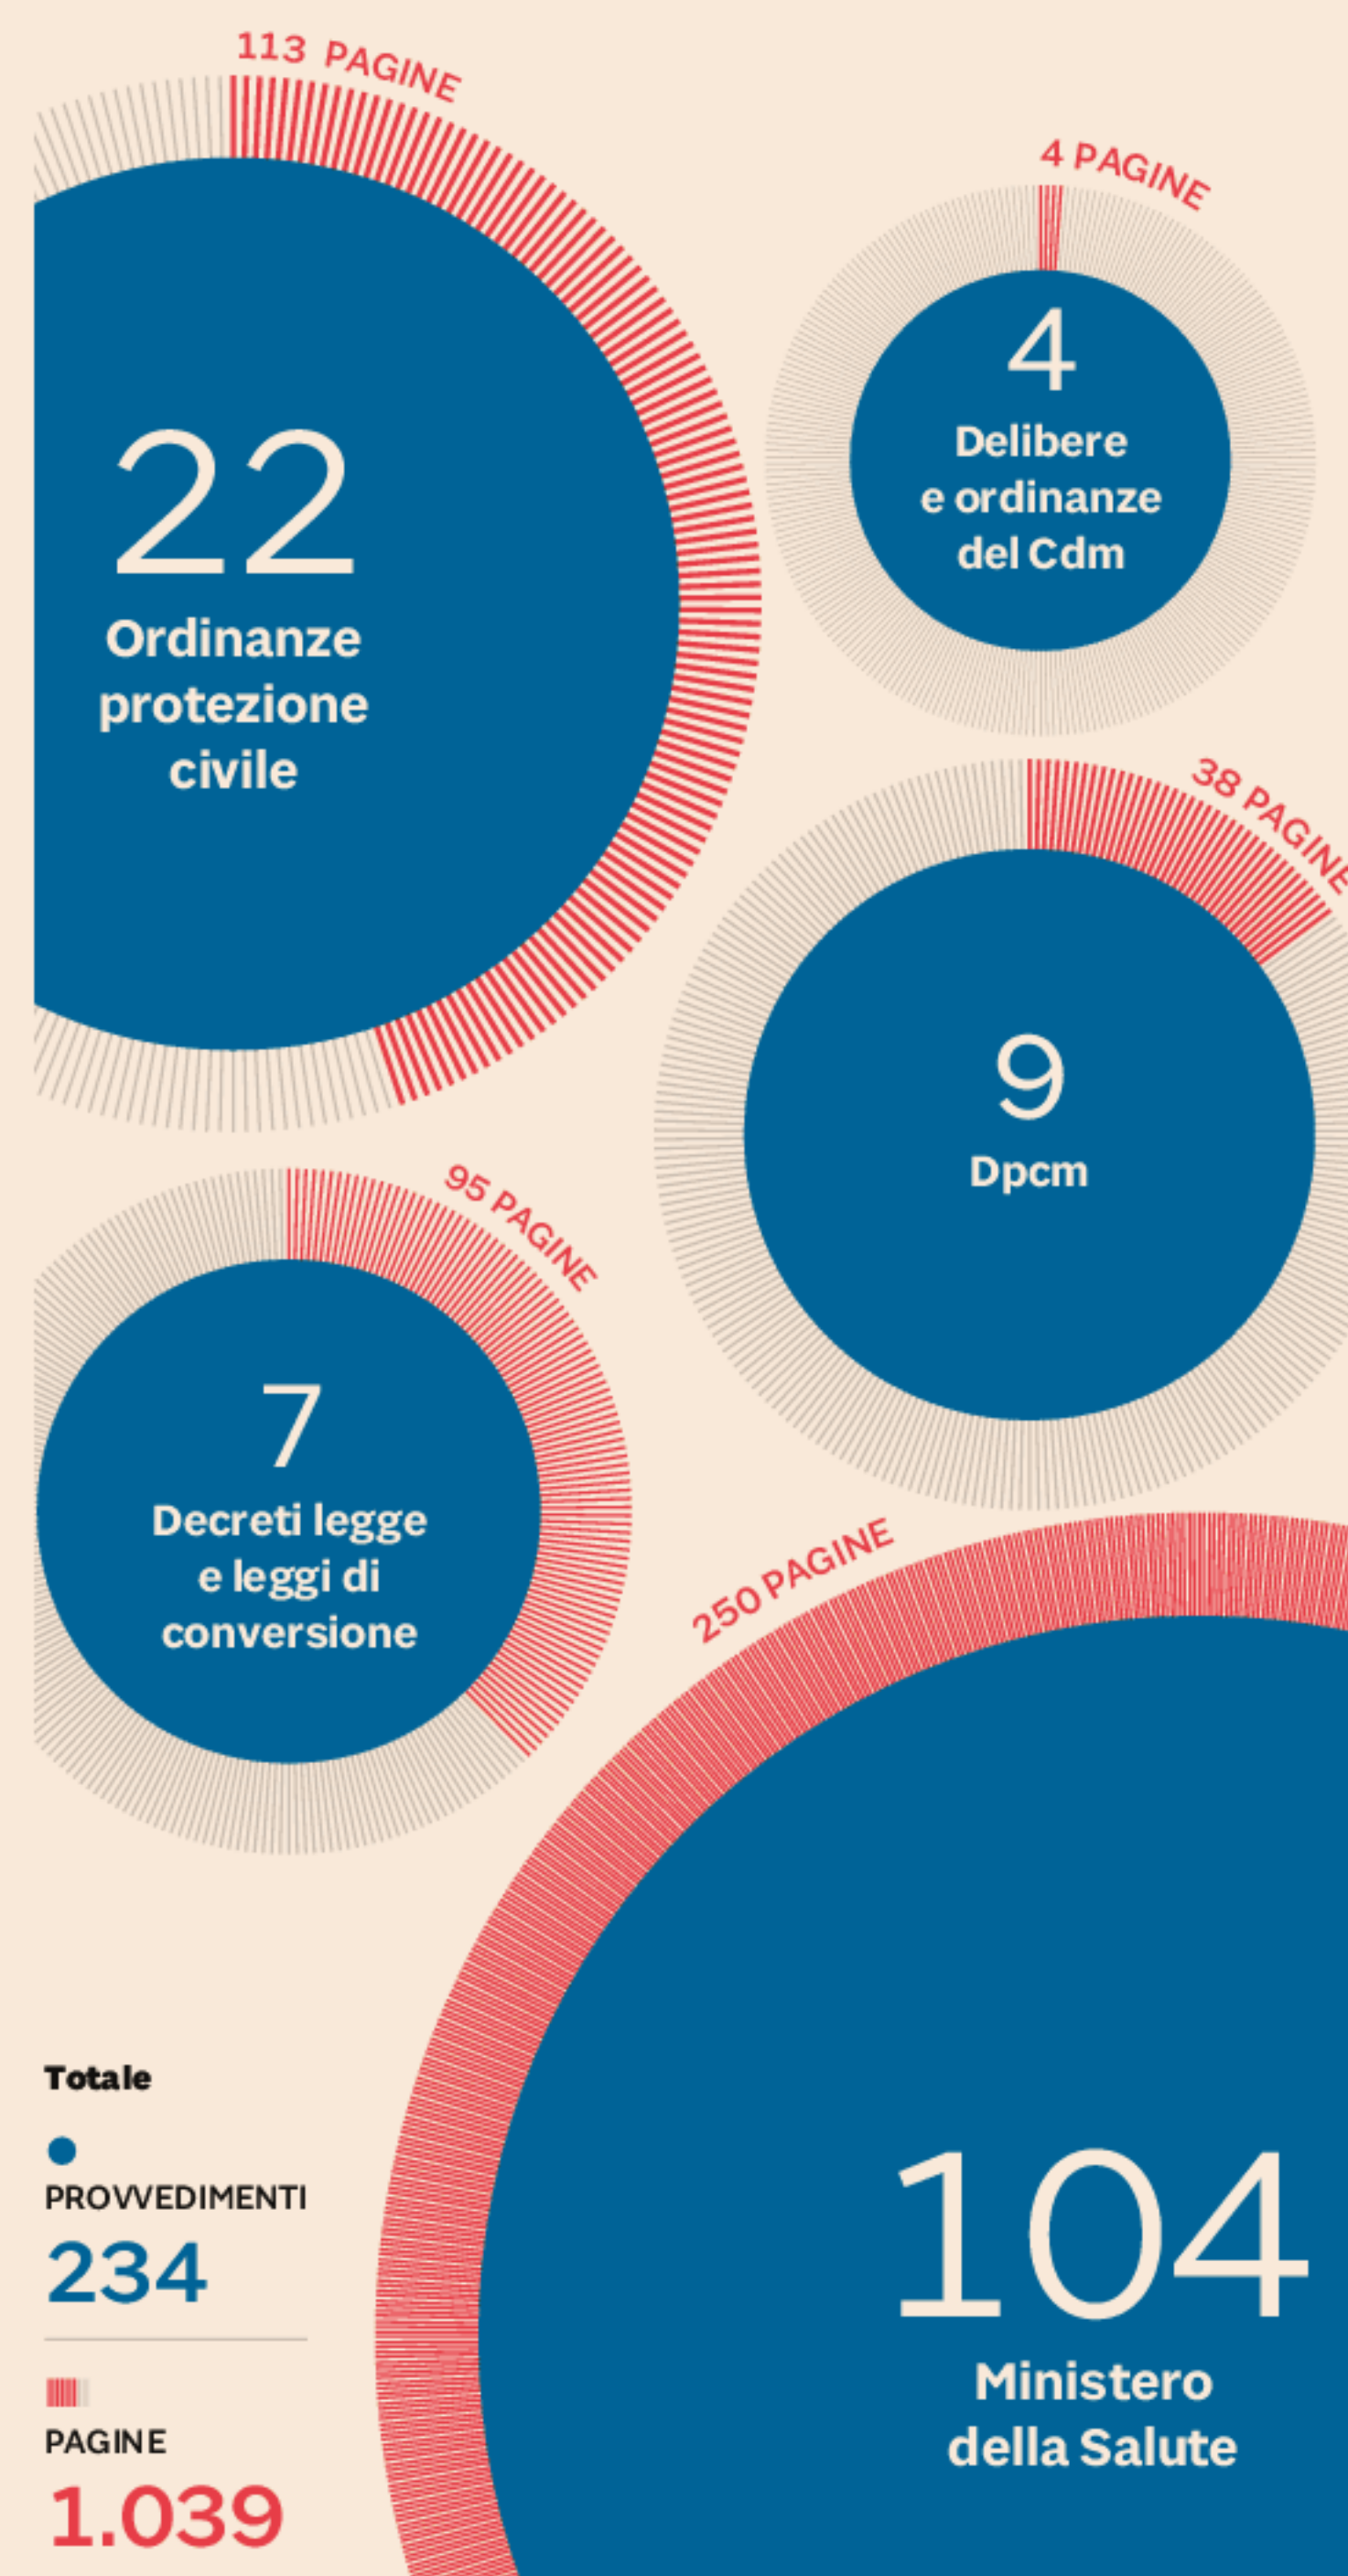 113 PAGINE
22
Ordinanze
protezione
civile
4 PAGINE
4
Delibere
e ordinanze
del Cdm
38 PAGINE
9
Dpcm
95 PAGINE
7
Decreti legge
e leggi di
conversione
250 PAGINE
104
Ministero
della Salute
Totale
PROVVEDIMENTI
234
PAGINE
1.039